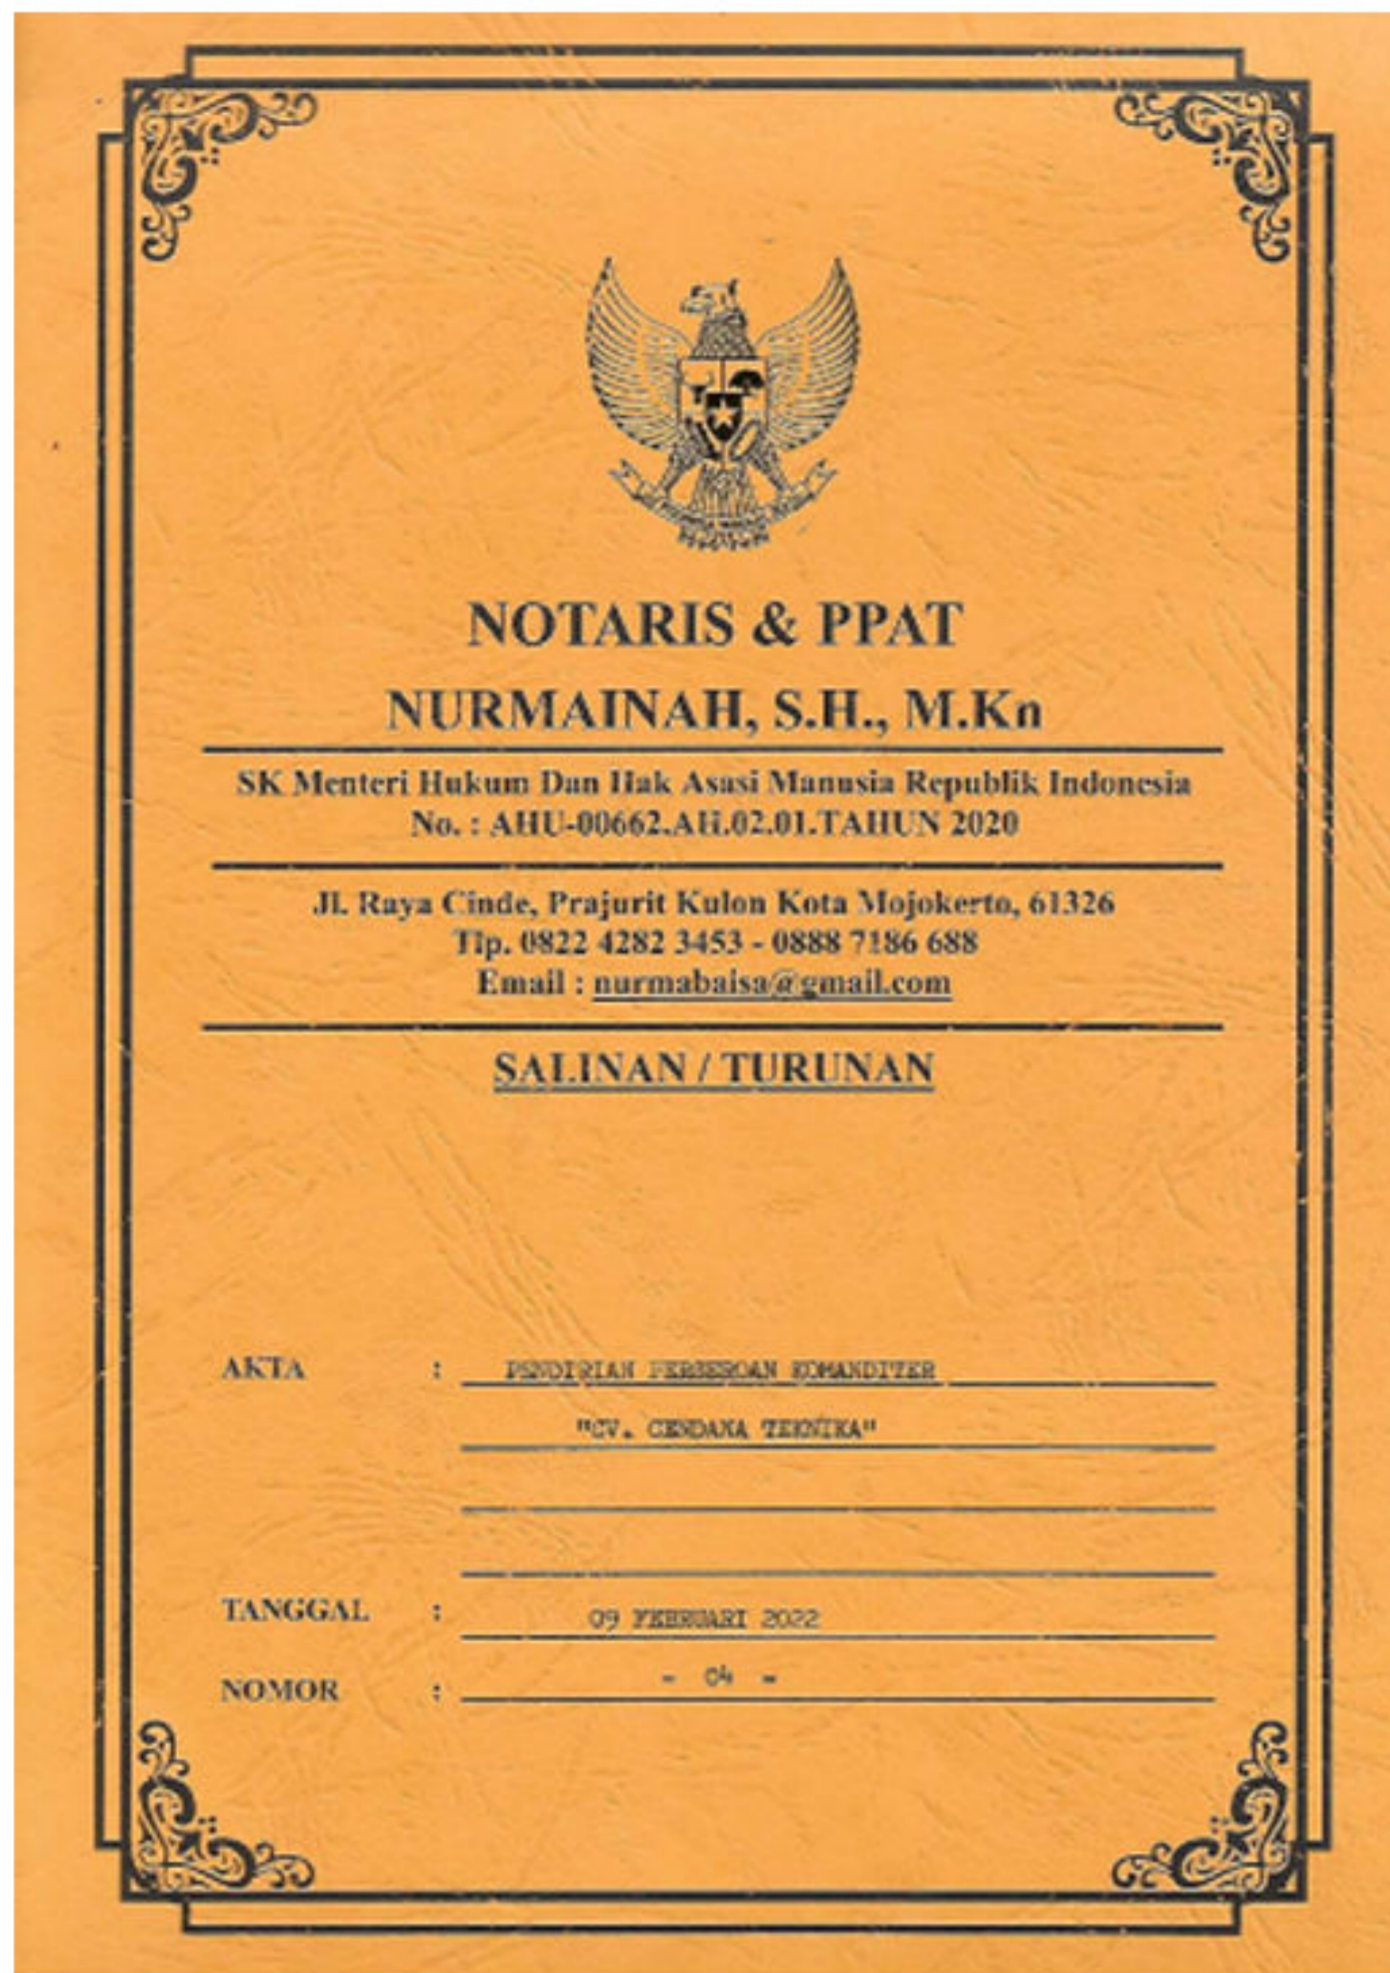 NOTARIS & PPAT
NURMAINAH, S.H., M.Kn
SK Menteri Hukum Dan Hak Asasi Manusia Republik Indonesia
No. : AHU-00662.AH.02.01.TAHUN 2020
Jl. Raya Cinde, Prajurit Kulon Kota Mojokerto, 61326
Tlp. 0822 4282 3453 - 0888 7186 688
Email : nurmabaisa@gmail.com
SALINAN / TURUNAN
AKTA : PENDIRIAN PERSEROAN KOMANDITER
"CV. CENDANA TEKNIKA"
TANGGAL : 09 FEBRUARI 2022
NOMOR : - 04 -